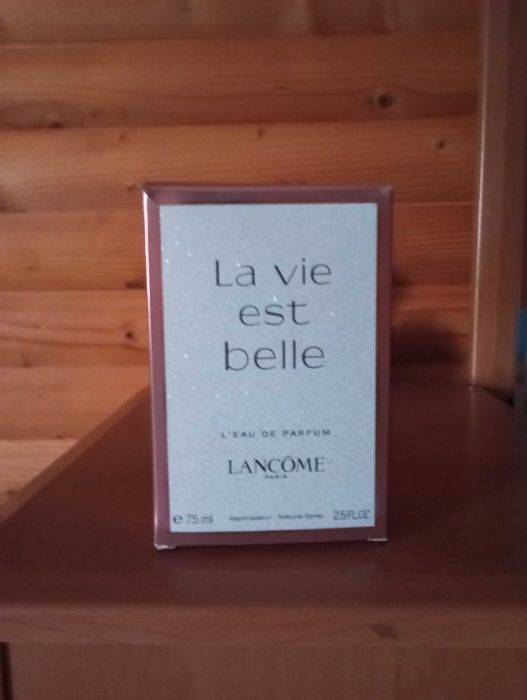 La vie
est
belle
L'EAU DE PARFUM
LANCÔME
PARIS
℮ 75 ml Vaporisateur - Natural Spray 2.5 FL.OZ